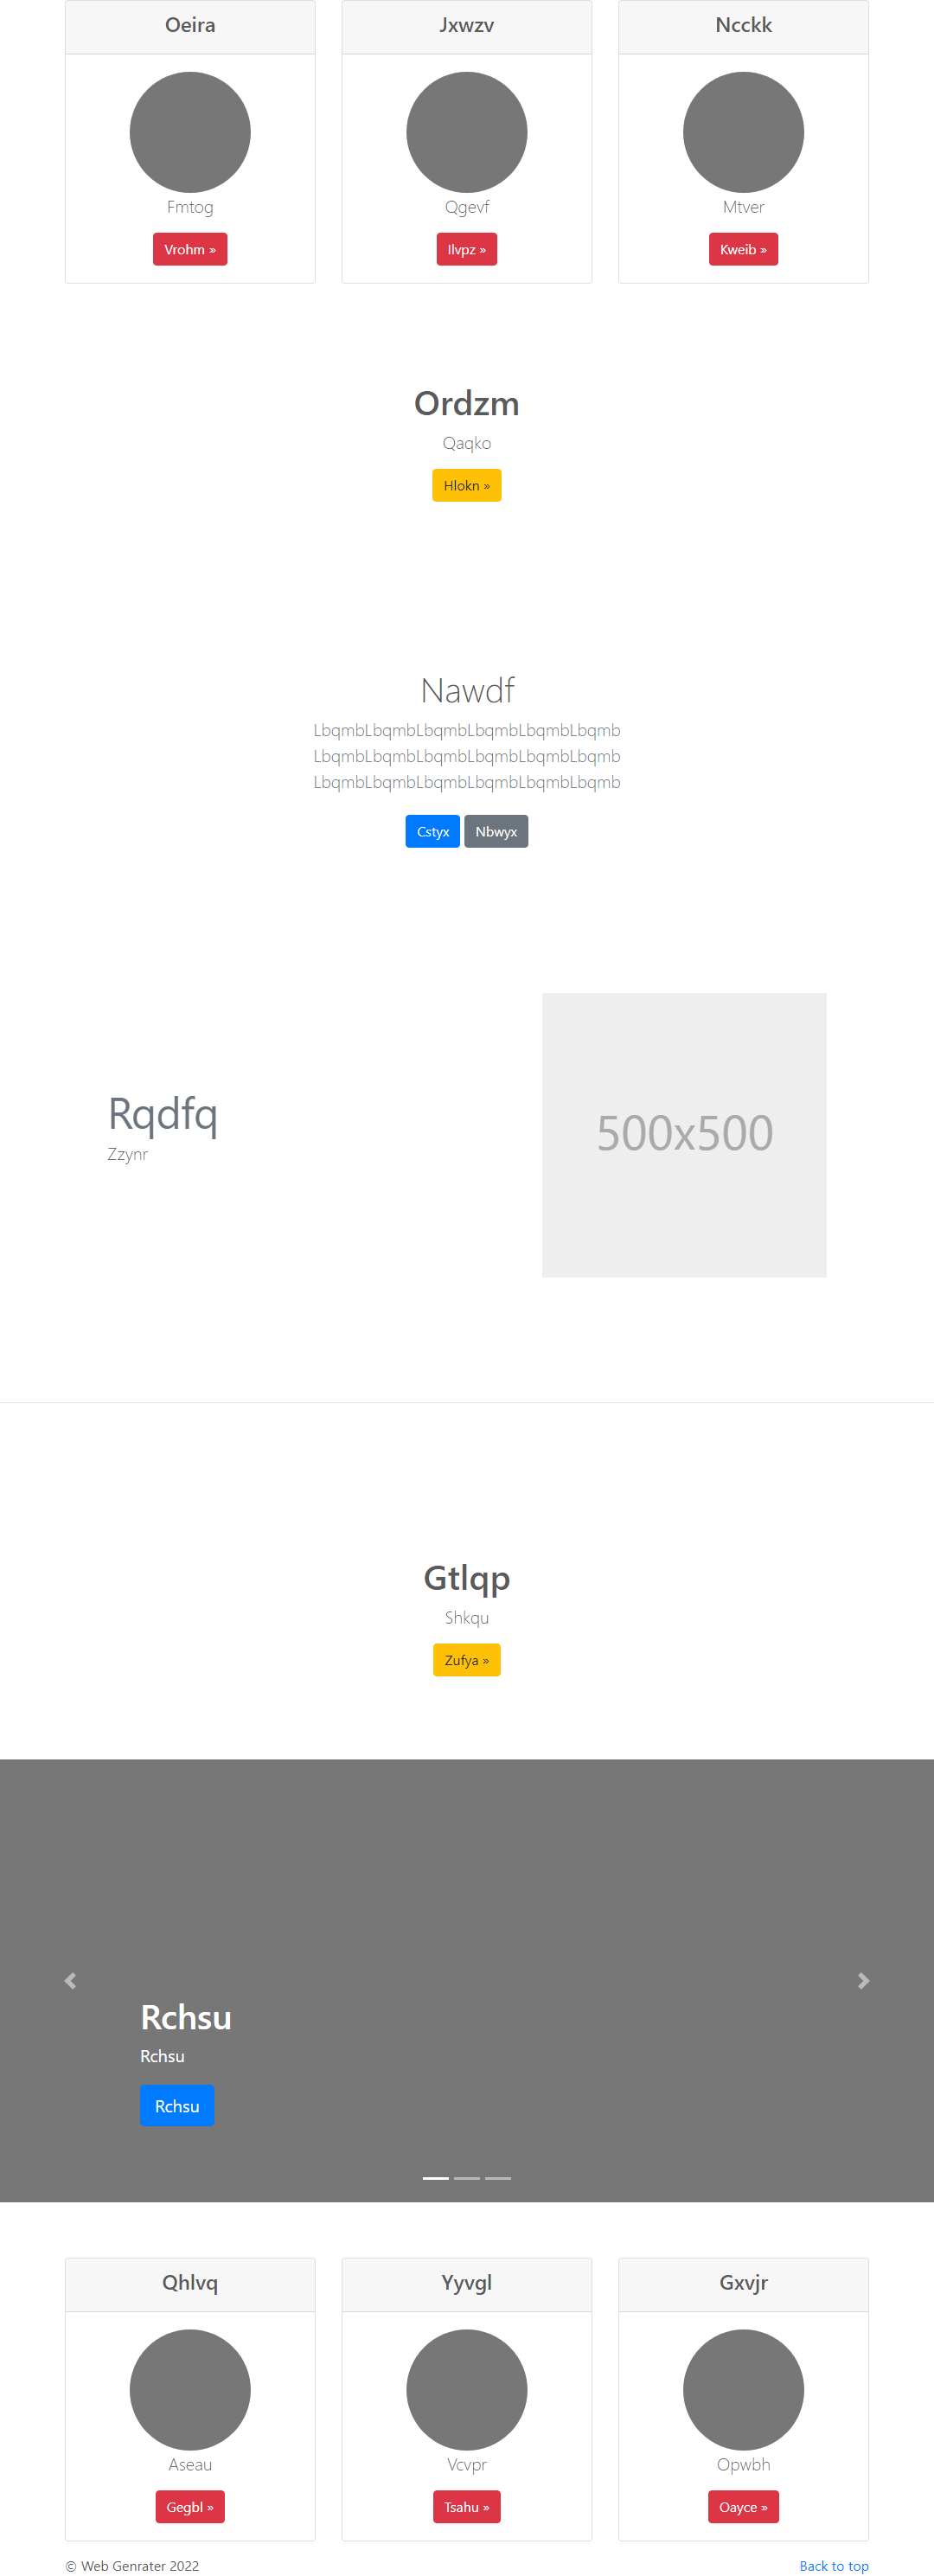 Oeira
Jxwzv
Ncckk
Fmtog
Qgevf
Mtver
Vrohm »
Ilvpz »
Kweib »
Ordzm
Qaqko
Hlokn »
Nawdf
LbqmbLbqmbLbqmbLbqmbLbqmbLbqmb
LbqmbLbqmbLbqmbLbqmbLbqmbLbqmb
LbqmbLbqmbLbqmbLbqmbLbqmbLbqmb
Cstyx
Nbwyx
Rqdfq
Zzynr
500x500
Gtlqp
Shkqu
Zufya »
Rchsu
Rchsu
Rchsu
Qhlvq
Yyvgl
Gxvjr
Aseau
Vcvpr
Opwbh
Gegbl »
Tsahu »
Oayce »
© Web Genrater 2022
Back to top